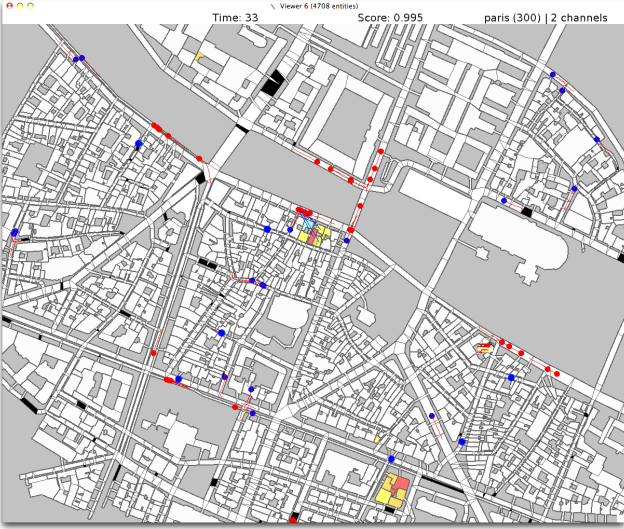 Viewer 6 (4708 entities)
Time: 33 Score: 0.995 paris (300) | 2 channels